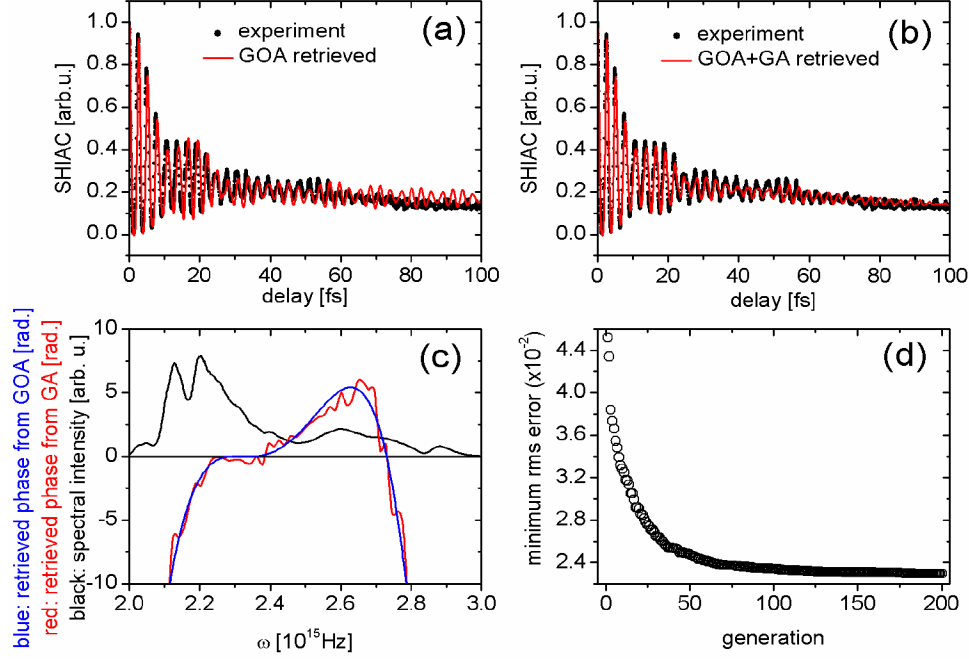 (a)
experiment
GOA retrieved
SHIAC [arb.u.]
1.0
0.8
0.6
0.4
0.2
0.0
0 20 40 60 80 100
delay [fs]
(b)
experiment
GOA+GA retrieved
SHIAC [arb.u.]
1.0
0.8
0.6
0.4
0.2
0.0
0 20 40 60 80 100
delay [fs]
(c)
blue: retrieved phase from GOA [rad.]
red: retrieved phase from GA [rad.]
black: spectral intensity [arb. u.]
10
5
0
-5
-10
2.0 2.2 2.4 2.6 2.8 3.0
ω [10¹⁵Hz]
(d)
minimum rms error (x10⁻²)
4.4
4.0
3.6
3.2
2.8
2.4
0 50 100 150 200
generation